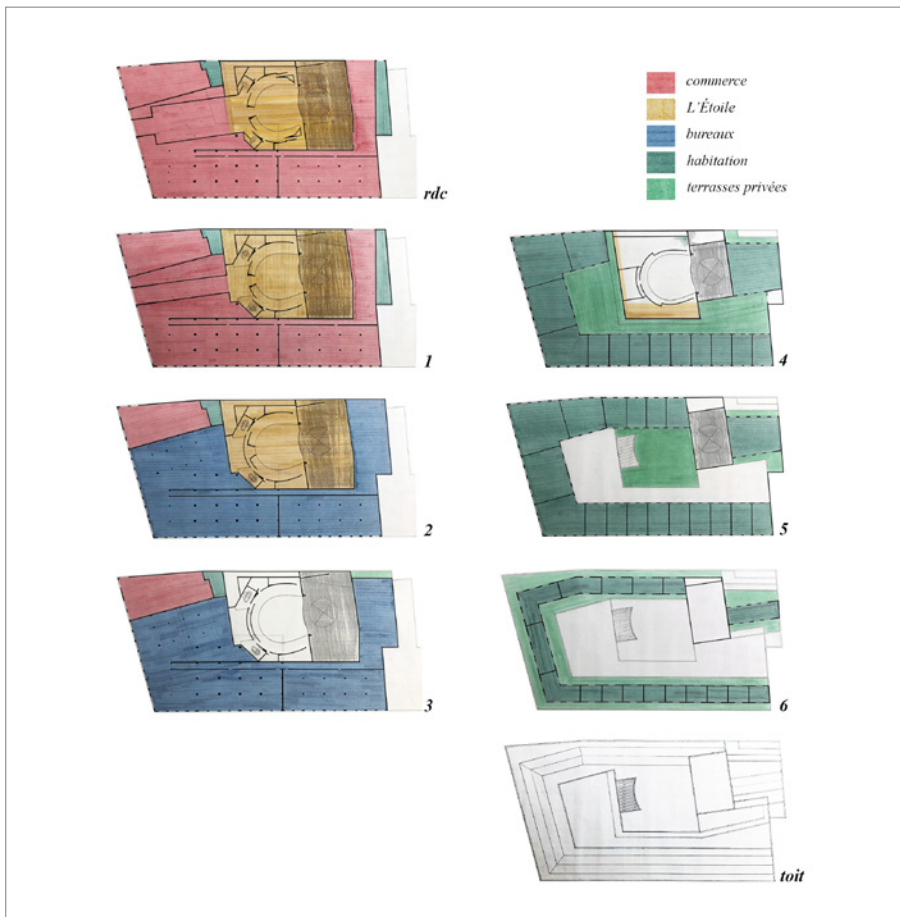 commerce
L'Étoile
bureaux
habitation
terrasses privées
rdc
1
2
3
4
5
6
toit